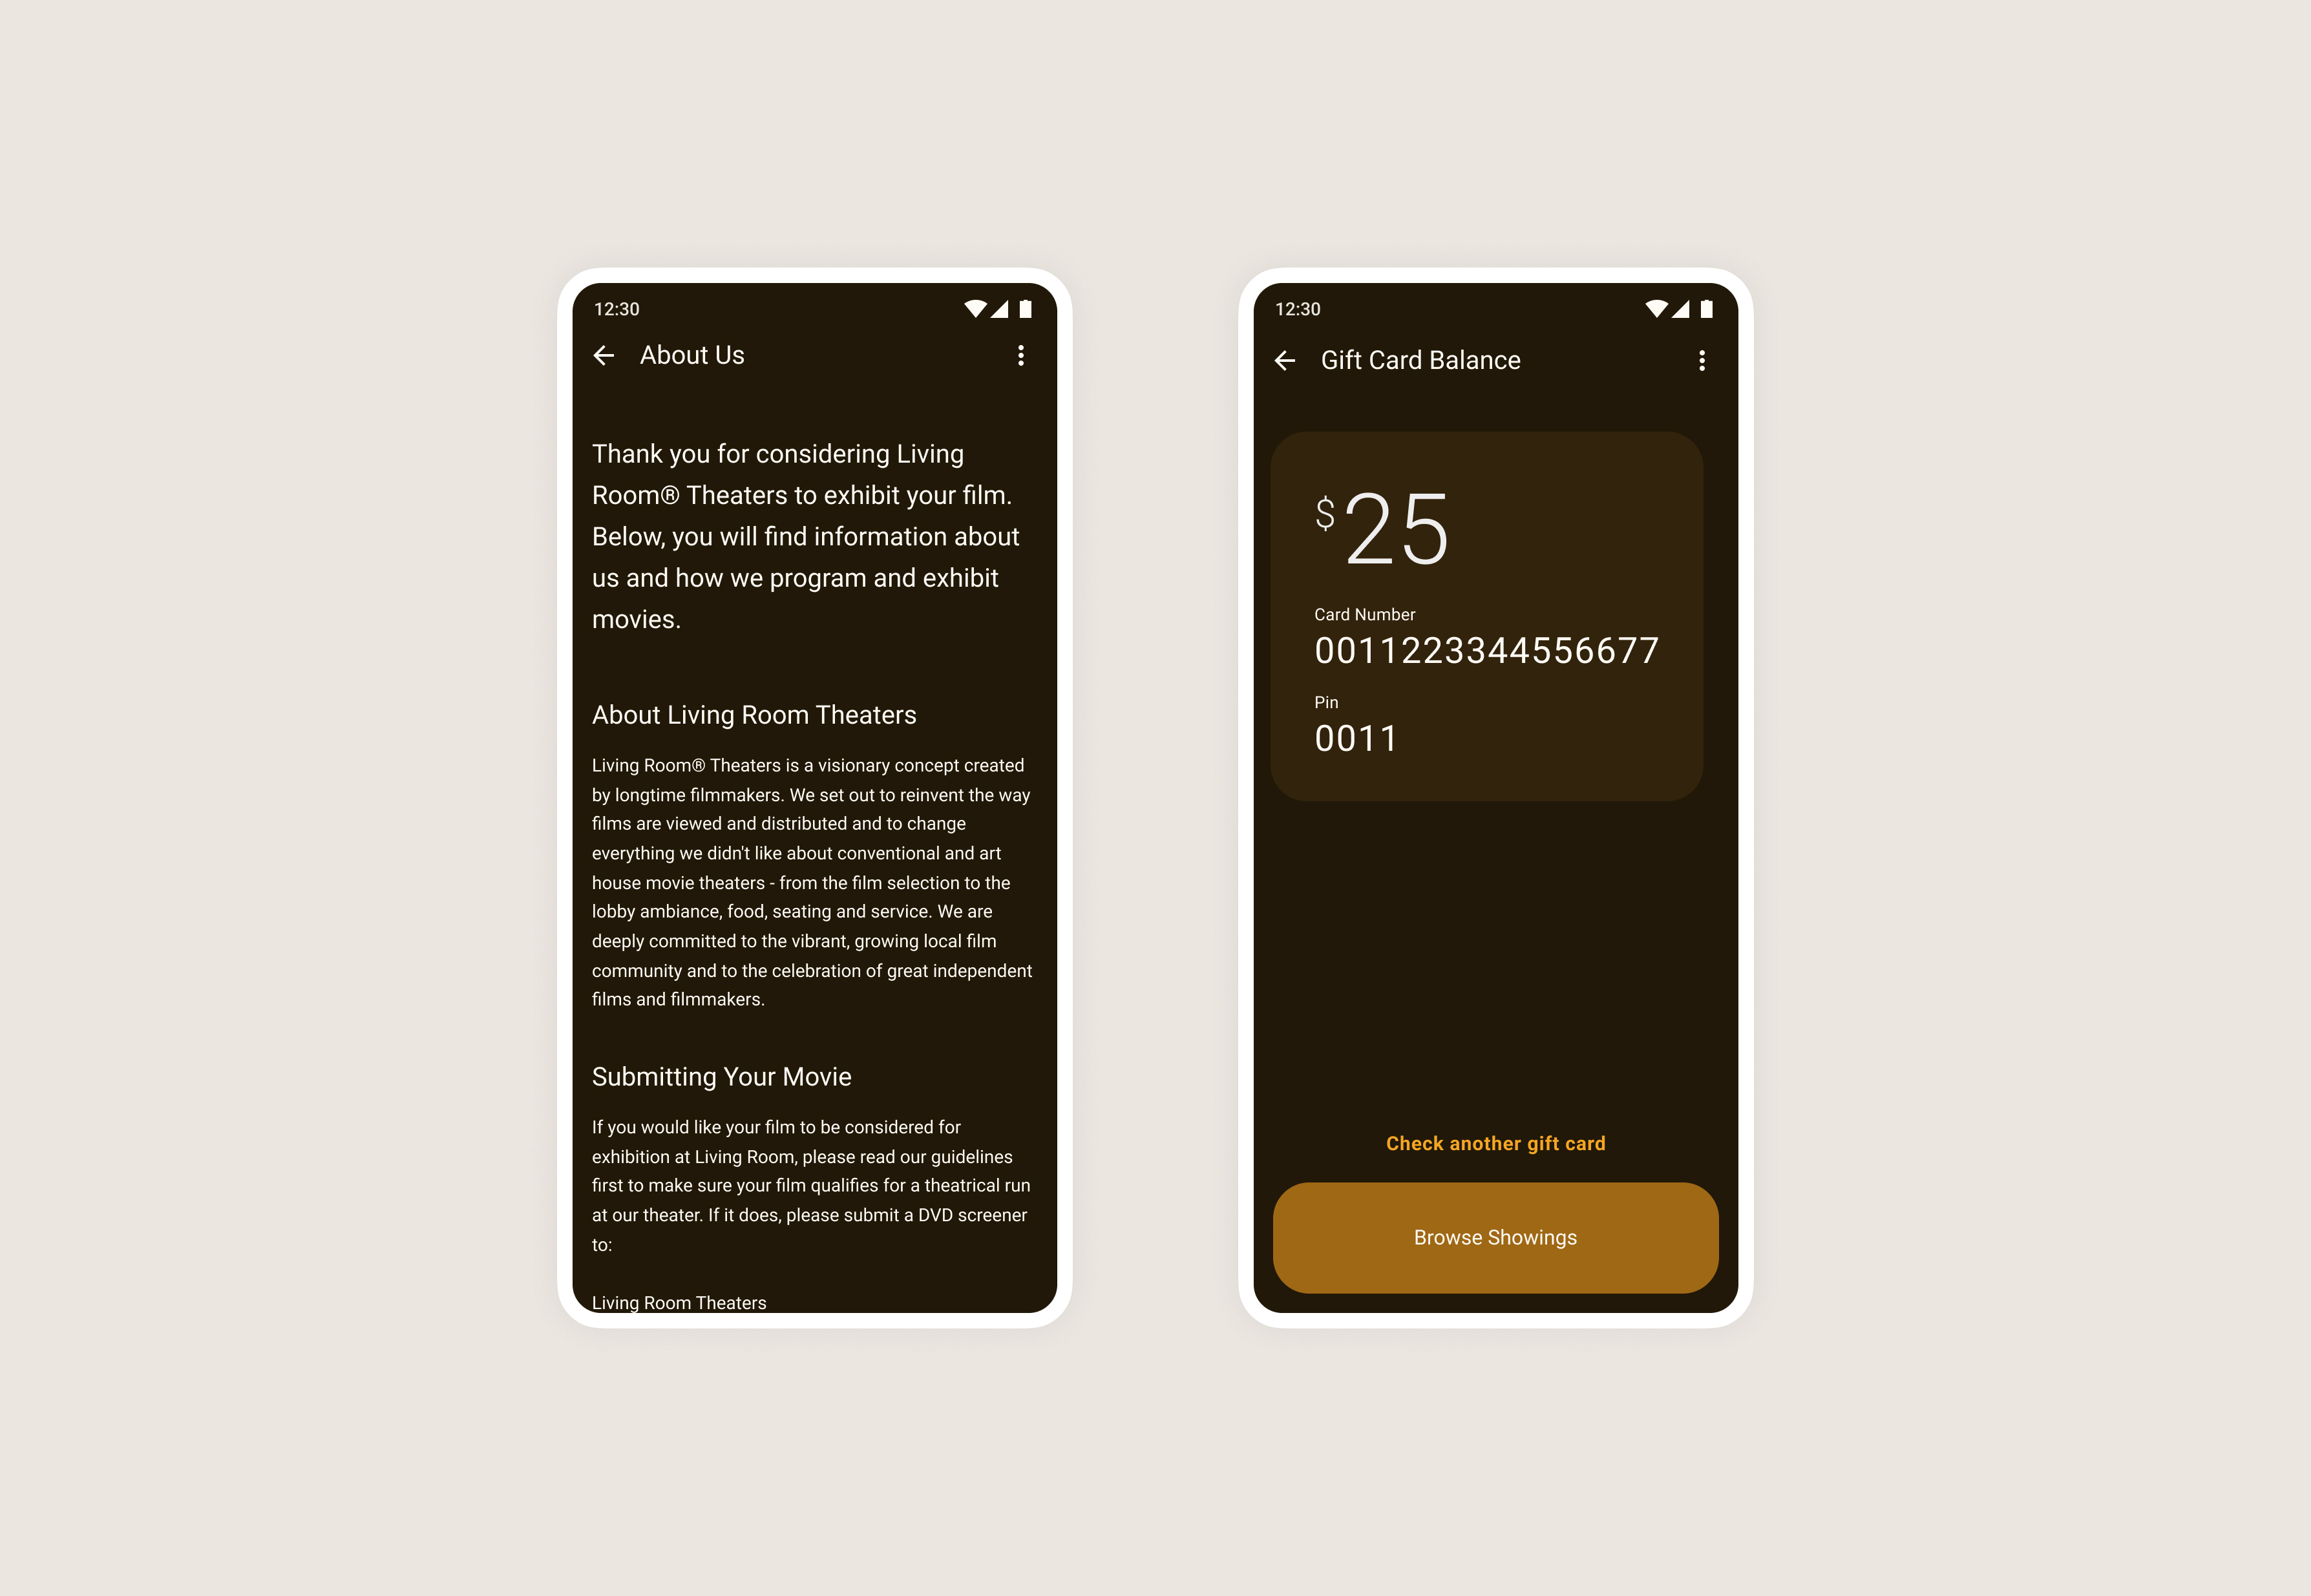 12:30
About Us
Thank you for considering Living
Room® Theaters to exhibit your film.
Below, you will find information about
us and how we program and exhibit
movies.
About Living Room Theaters
Living Room® Theaters is a visionary concept created
by longtime filmmakers. We set out to reinvent the way
films are viewed and distributed and to change
everything we didn't like about conventional and art
house movie theaters - from the film selection to the
lobby ambiance, food, seating and service. We are
deeply committed to the vibrant, growing local film
community and to the celebration of great independent
films and filmmakers.
Submitting Your Movie
If you would like your film to be considered for
exhibition at Living Room, please read our guidelines
first to make sure your film qualifies for a theatrical run
at our theater. If it does, please submit a DVD screener
to:
Living Room Theaters
12:30
Gift Card Balance
$25
Card Number
0011223344556677
Pin
0011
Check another gift card
Browse Showings